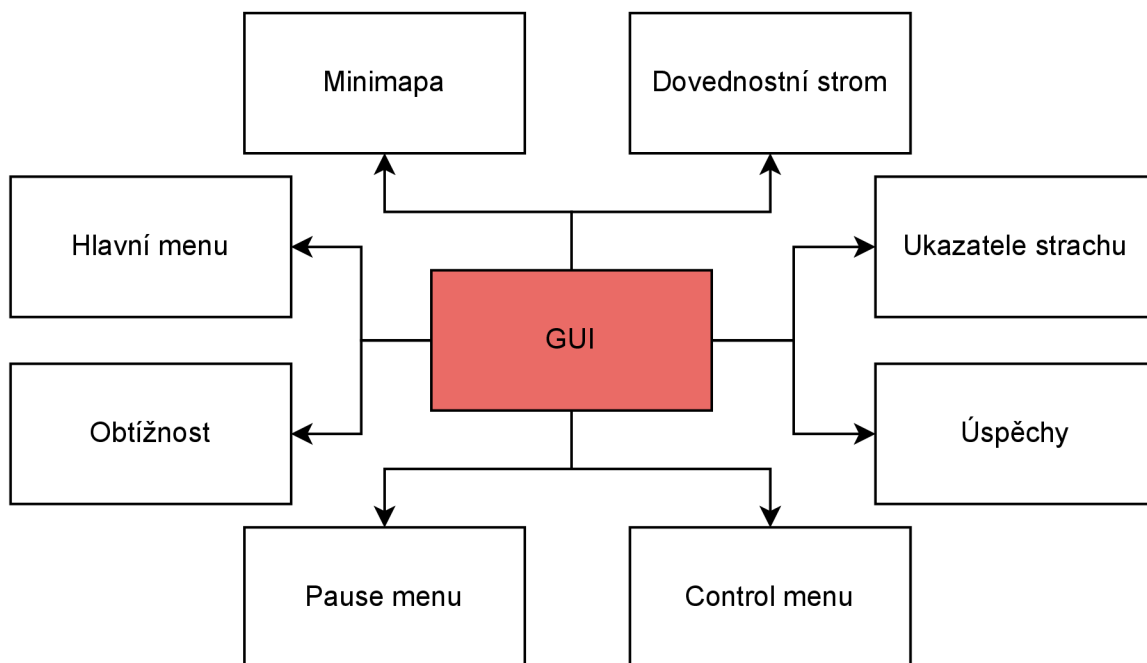 Minimapa
Dovednostní strom
Hlavní menu
Ukazatele strachu
GUI
Obtížnost
Úspěchy
Pause menu
Control menu